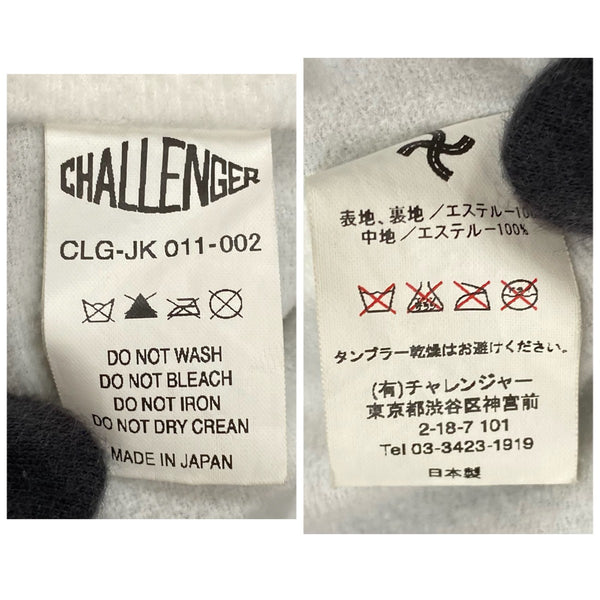 CHALLENGER
CLG-JK 011-002
DO NOT WASH
DO NOT BLEACH
DO NOT IRON
DO NOT DRY CREAN
MADE IN JAPAN
表地、裏地/エステルー100
中地/エステルー100%
タンブラー乾燥はお避けください。
(有)チャレンジャー
東京都渋谷区神宮前
2-18-7 101
Tel 03-3423-1919
日本製